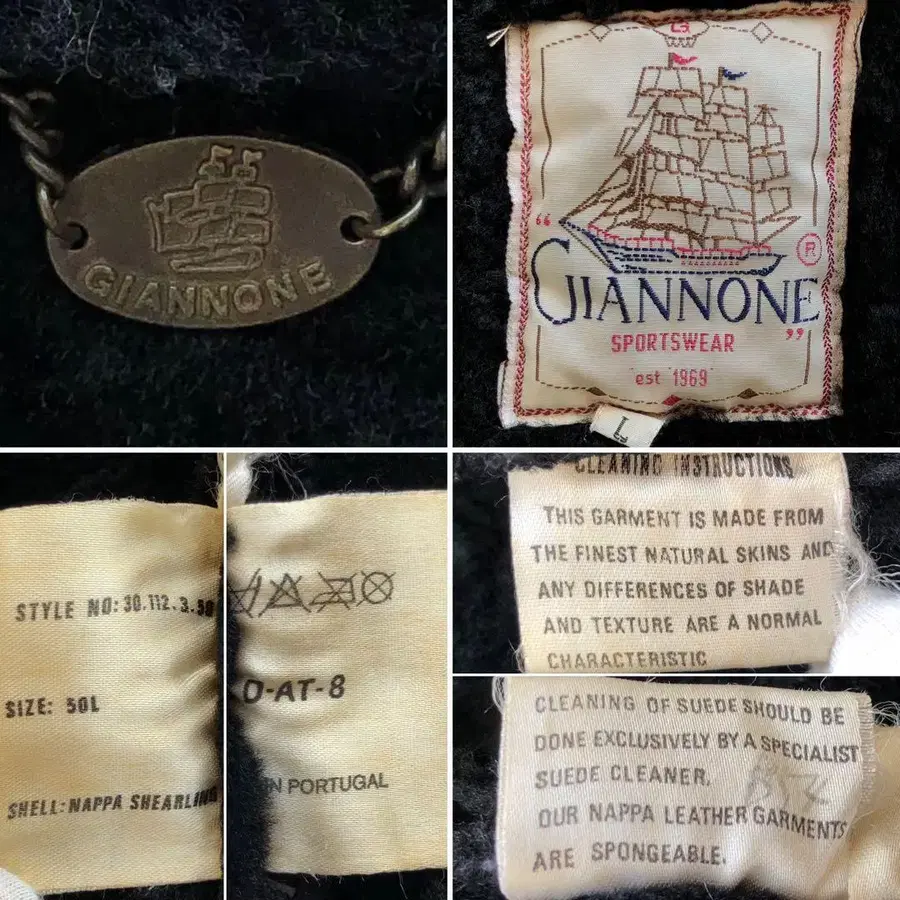 GIANNONE
“GIANNONE” ®
SPORTSWEAR
est 1969
L
STYLE NO: 30.112.3.50
SIZE: 50L
SHELL: NAPPA SHEARLING
D-AT-8
IN PORTUGAL
CLEANING INSTRUCTIONS
THIS GARMENT IS MADE FROM
THE FINEST NATURAL SKINS AND
ANY DIFFERENCES OF SHADE
AND TEXTURE ARE A NORMAL
CHARACTERISTIC
CLEANING OF SUEDE SHOULD BE
DONE EXCLUSIVELY BY A SPECIALIST
SUEDE CLEANER.
OUR NAPPA LEATHER GARMENTS
ARE SPONGEABLE.